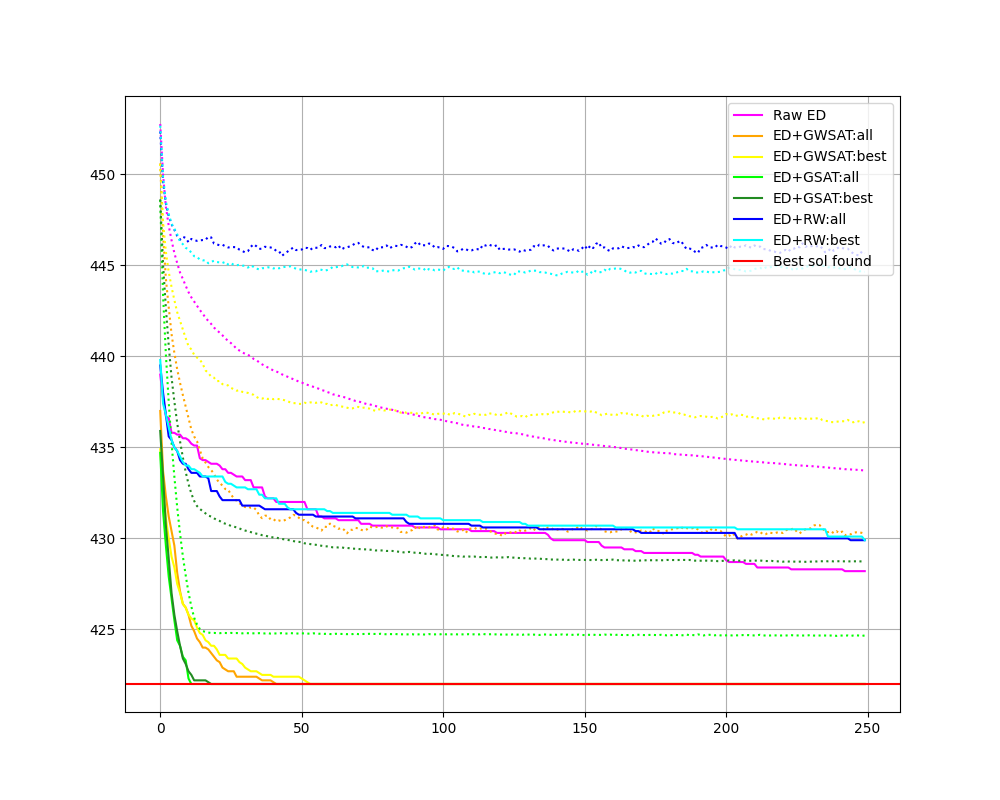 Raw ED
ED+GWSAT:all
ED+GWSAT:best
ED+GSAT:all
ED+GSAT:best
ED+RW:all
ED+RW:best
Best sol found
450
445
440
435
430
425
0 50 100 150 200 250